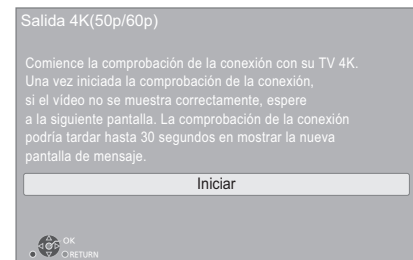 Salida 4K(50p/60p)
Comience la comprobación de la conexión con su TV 4K.
Una vez iniciada la comprobación de la conexión,
si el vídeo no se muestra correctamente, espere
a la siguiente pantalla. La comprobación de la conexión
podría tardar hasta 30 segundos en mostrar la nueva
pantalla de mensaje.
Iniciar
OK
RETURN